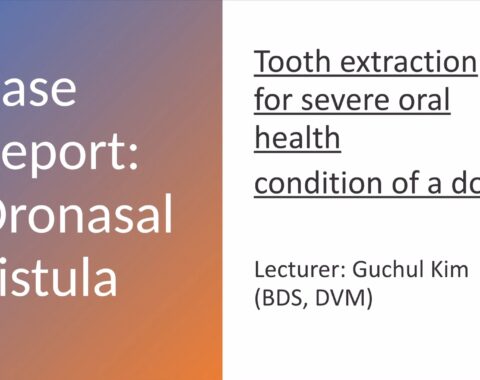 ase
eport:
Oronasal
istula
Tooth extraction
for severe oral
health
condition of a do
Lecturer: Guchul Kim
(BDS, DVM)